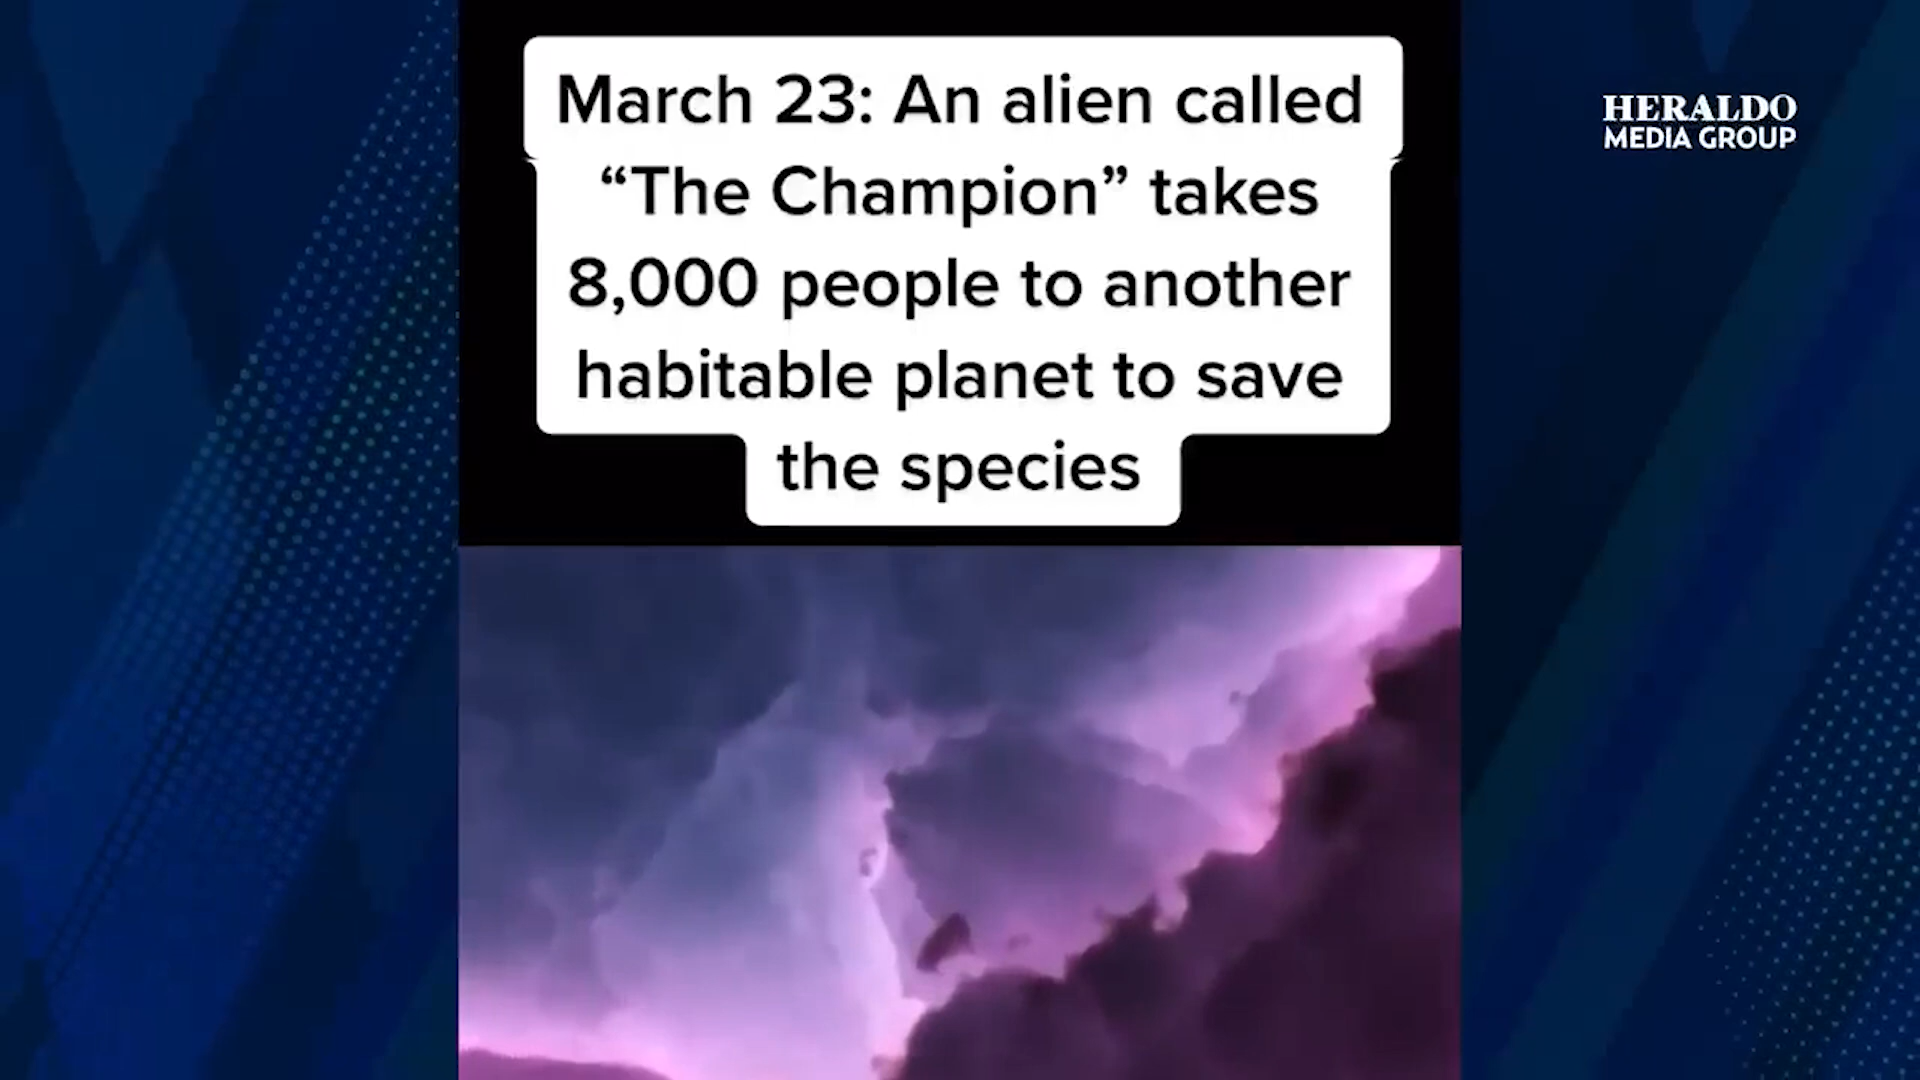 March 23: An alien called
“The Champion” takes
8,000 people to another
habitable planet to save
the species
HERALDO
MEDIA GROUP